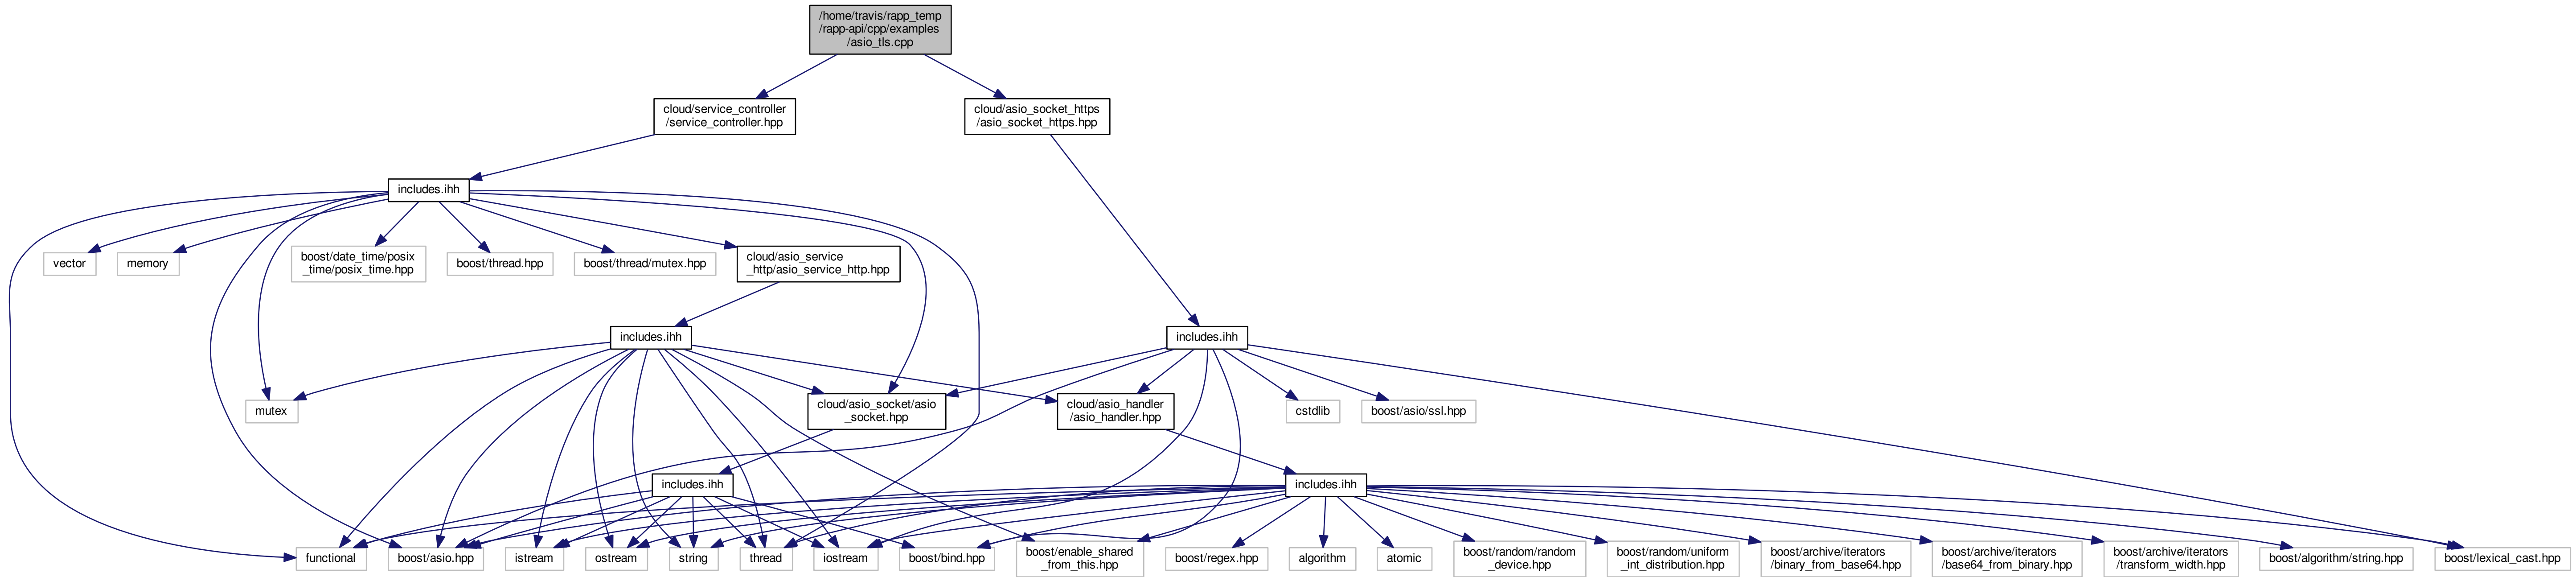 /home/travis/rapp_temp
/rapp-api/cpp/examples
/asio_tls.cpp
cloud/service_controller
/service_controller.hpp
cloud/asio_socket_https
/asio_socket_https.hpp
includes.ihh
vector
memory
boost/date_time/posix
_time/posix_time.hpp
boost/thread.hpp
boost/thread/mutex.hpp
cloud/asio_service
_http/asio_service_http.hpp
includes.ihh
includes.ihh
mutex
cloud/asio_socket/asio
_socket.hpp
cloud/asio_handler
/asio_handler.hpp
cstdlib
boost/asio/ssl.hpp
includes.ihh
includes.ihh
functional
boost/asio.hpp
istream
ostream
string
thread
iostream
boost/bind.hpp
boost/enable_shared
_from_this.hpp
boost/regex.hpp
algorithm
atomic
boost/random/random
_device.hpp
boost/random/uniform
_int_distribution.hpp
boost/archive/iterators
/binary_from_base64.hpp
boost/archive/iterators
/base64_from_binary.hpp
boost/archive/iterators
/transform_width.hpp
boost/algorithm/string.hpp
boost/lexical_cast.hpp